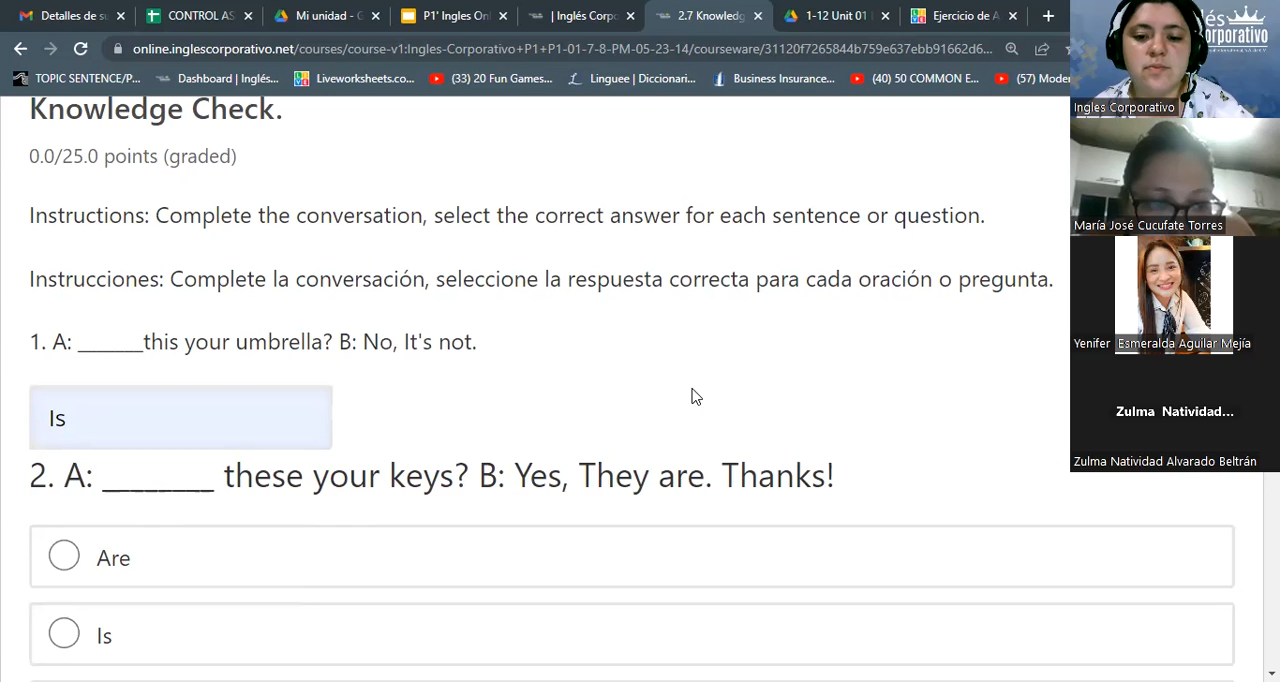 Detalles de su
CONTROL AS
Mi unidad - G
P1' Ingles Onl
| Inglés Corpo
2.7 Knowledg
1-12 Unit 01
Ejercicio de A
online.inglescorporativo.net/courses/course-v1:Ingles-Corporativo+P1+P1-01-7-8-PM-05-23-14/courseware/31120f7265844b759e637ebb91662d6...
TOPIC SENTENCE/P...
Dashboard | Inglés...
Liveworksheets.co...
(33) 20 Fun Games...
Linguee | Diccionari...
Business Insurance...
(40) 50 COMMON E...
(57) Mode
Knowledge Check.
0.0/25.0 points (graded)
Instructions: Complete the conversation, select the correct answer for each sentence or question.
Instrucciones: Complete la conversación, seleccione la respuesta correcta para cada oración o pregunta.
1. A: _______this your umbrella? B: No, It's not.
Is
2. A: ________ these your keys? B: Yes, They are. Thanks!
Are
Is
Ingles Corporativo
María José Cucufate Torres
Yenifer Esmeralda Aguilar Mejía
Zulma Natividad...
Zulma Natividad Alvarado Beltrán